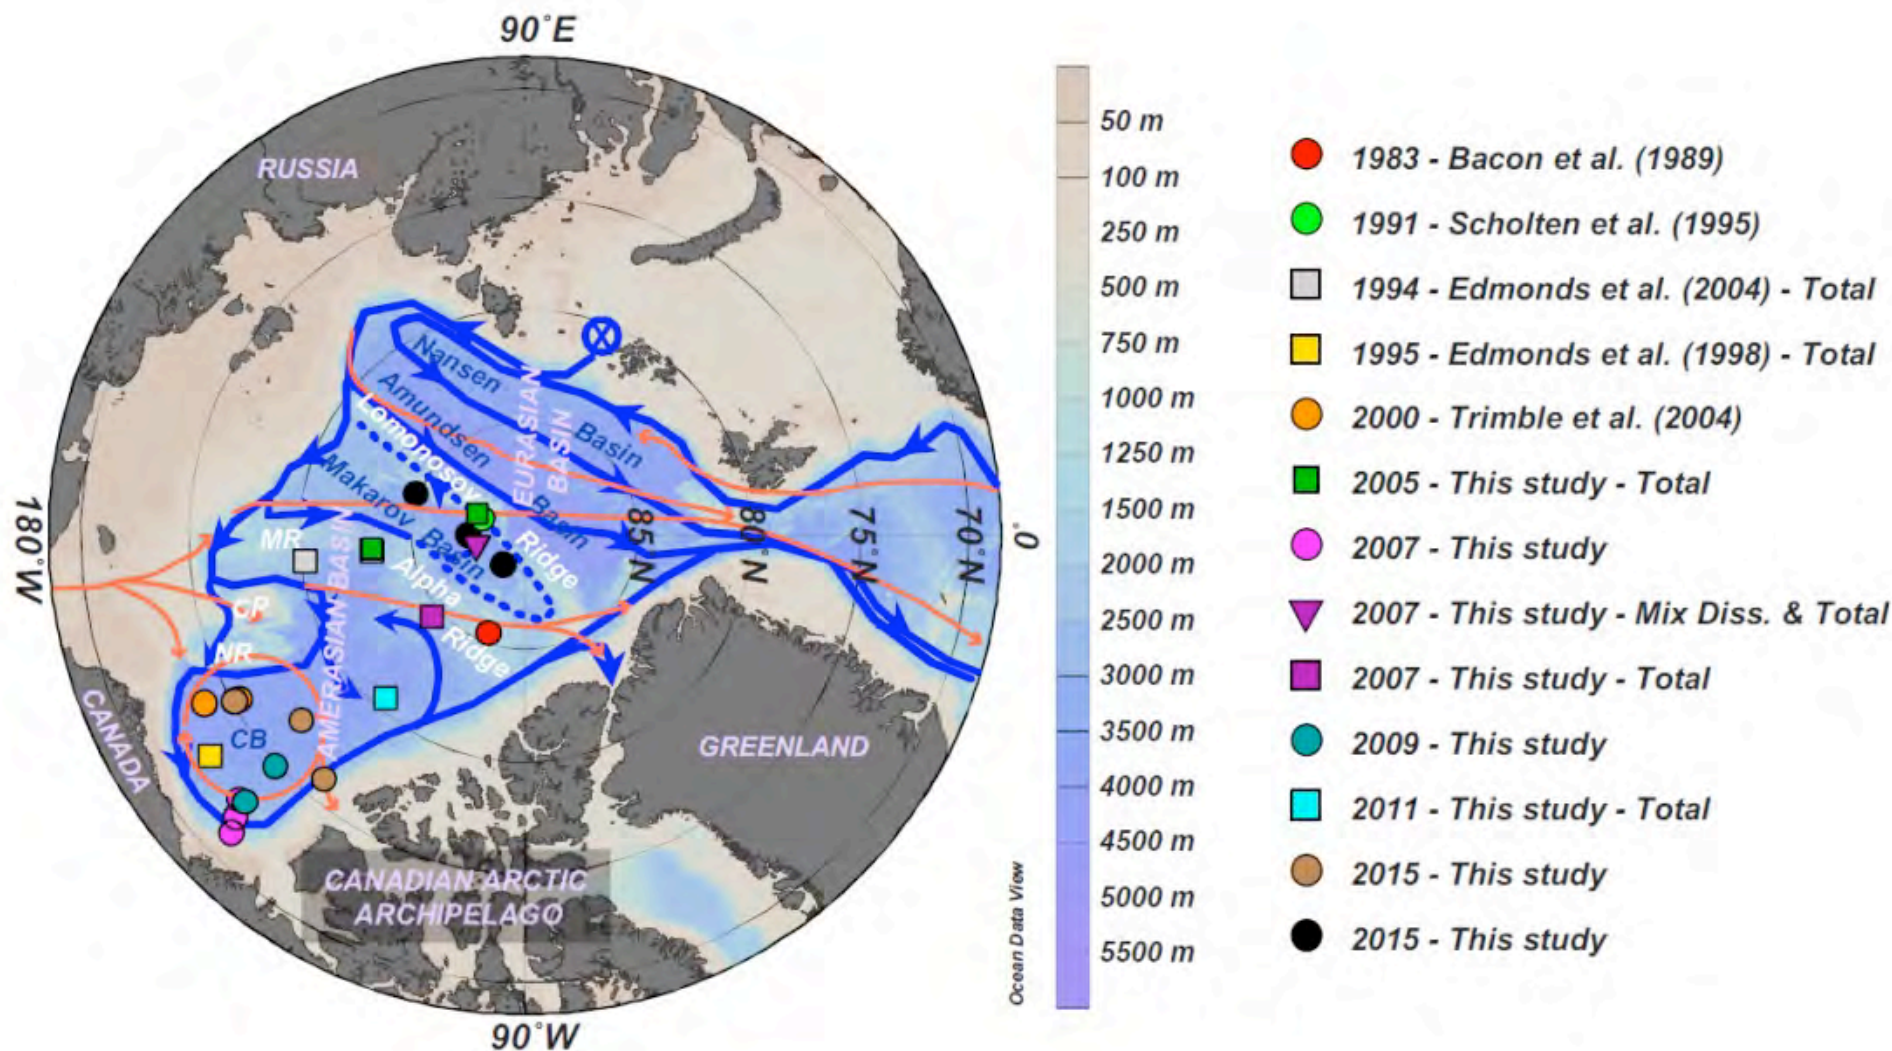 90°E
RUSSIA
Nansen
Basin
Amundsen
Basin
EURASIAN
BASIN
Lomonosov
Ridge
Makarov
Basin
180°W
MR
Alpha
Ridge
CP
NR
AMERASIAN BASIN
CB
CANADA
85°N
80°N
75°N
70°N
0°
GREENLAND
CANADIAN ARCTIC
ARCHIPELAGO
90°W
50 m
100 m
250 m
500 m
750 m
1000 m
1250 m
1500 m
2000 m
2500 m
3000 m
3500 m
4000 m
4500 m
5000 m
5500 m
Ocean Data View
1983 - Bacon et al. (1989)
1991 - Scholten et al. (1995)
1994 - Edmonds et al. (2004) - Total
1995 - Edmonds et al. (1998) - Total
2000 - Trimble et al. (2004)
2005 - This study - Total
2007 - This study
2007 - This study - Mix Diss. & Total
2007 - This study - Total
2009 - This study
2011 - This study - Total
2015 - This study
2015 - This study